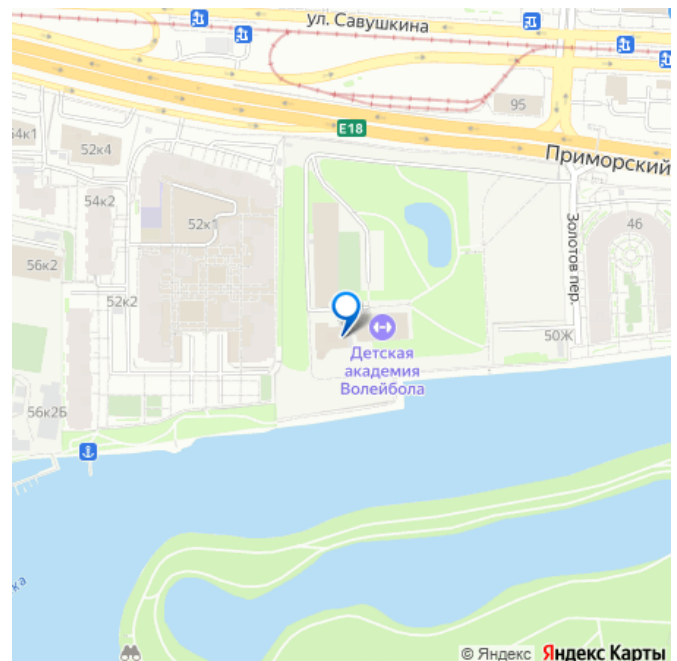 ул. Савушкина
95
E18
Приморский
52к4
54к2
52к1
56к2
52к2
Золотов пер.
46
50Ж
Детская
академия
Волейбола
56к2Б
© Яндекс Яндекс Карты